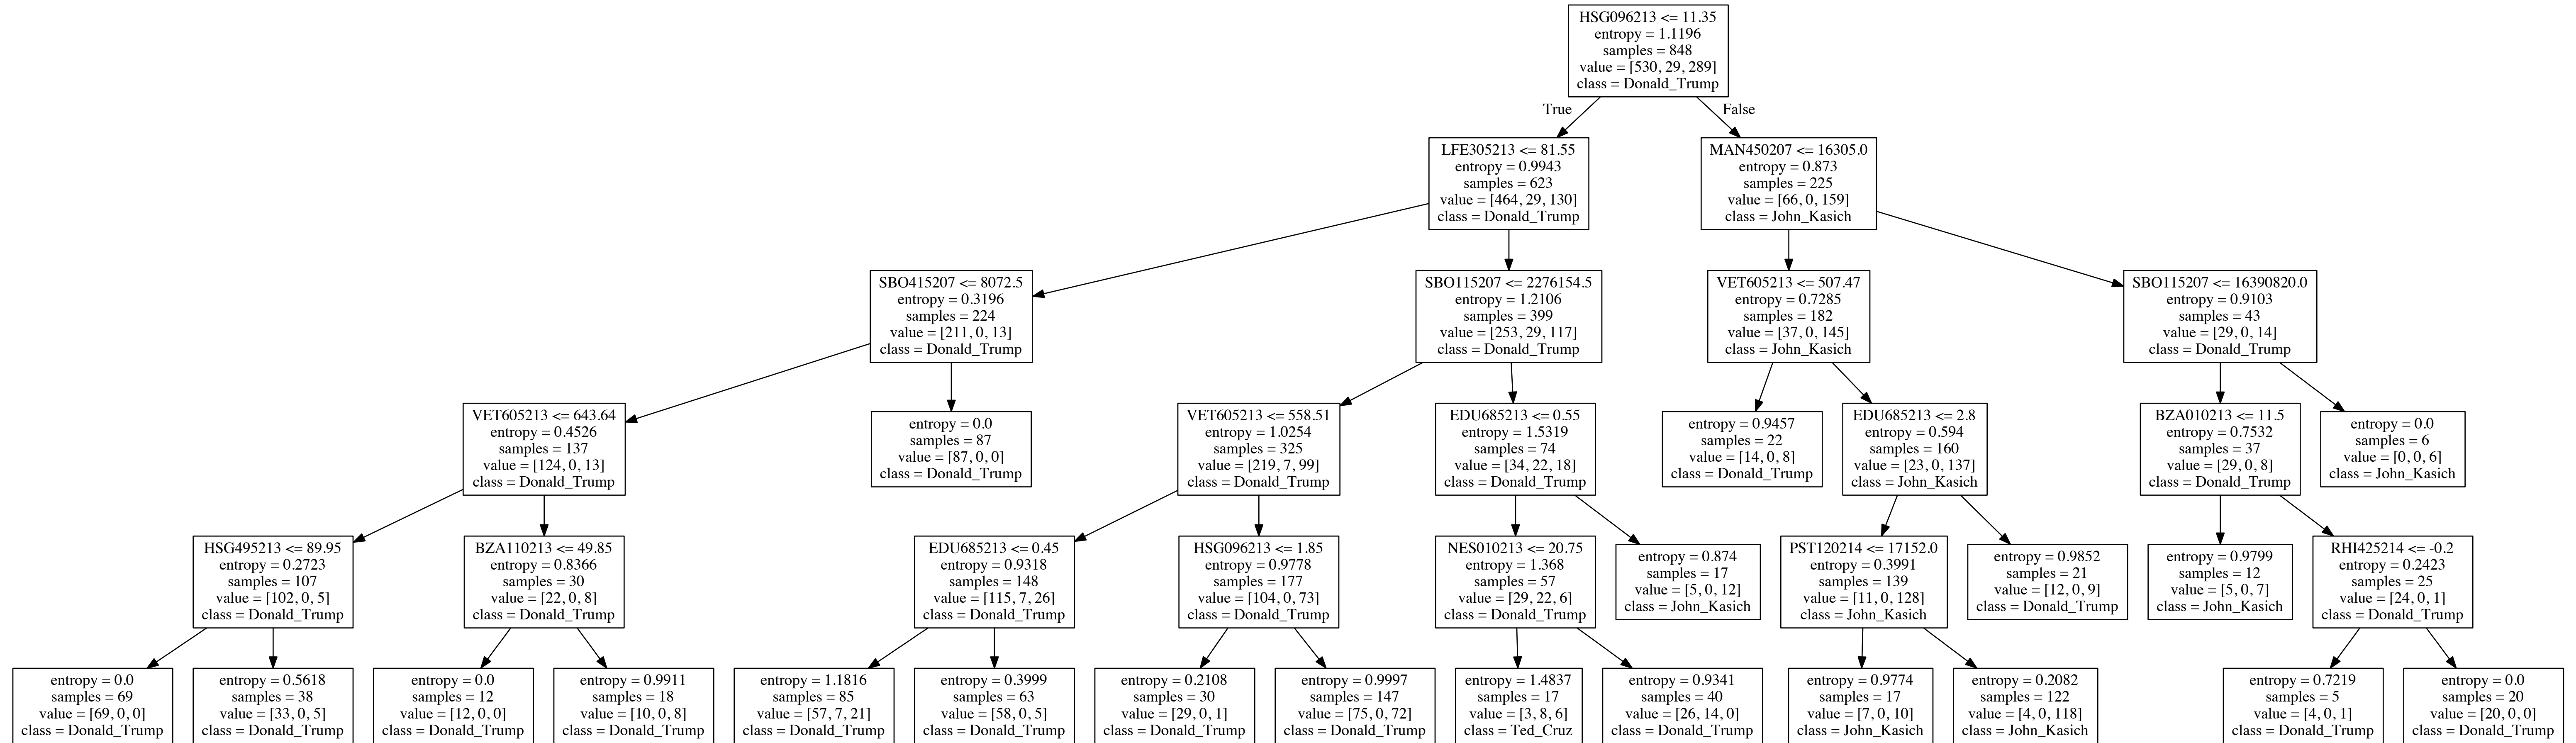 HSG096213 <= 11.35
entropy = 1.1196
samples = 848
value = [530, 29, 289]
class = Donald_Trump
True
False
LFE305213 <= 81.55
entropy = 0.9943
samples = 623
value = [464, 29, 130]
class = Donald_Trump
MAN450207 <= 16305.0
entropy = 0.873
samples = 225
value = [66, 0, 159]
class = John_Kasich
SBO415207 <= 8072.5
entropy = 0.3196
samples = 224
value = [211, 0, 13]
class = Donald_Trump
SBO115207 <= 2276154.5
entropy = 1.2106
samples = 399
value = [253, 29, 117]
class = Donald_Trump
VET605213 <= 507.47
entropy = 0.7285
samples = 182
value = [37, 0, 145]
class = John_Kasich
SBO115207 <= 16390820.0
entropy = 0.9103
samples = 43
value = [29, 0, 14]
class = Donald_Trump
VET605213 <= 643.64
entropy = 0.4526
samples = 137
value = [124, 0, 13]
class = Donald_Trump
entropy = 0.0
samples = 87
value = [87, 0, 0]
class = Donald_Trump
VET605213 <= 558.51
entropy = 1.0254
samples = 325
value = [219, 7, 99]
class = Donald_Trump
EDU685213 <= 0.55
entropy = 1.5319
samples = 74
value = [34, 22, 18]
class = Donald_Trump
entropy = 0.9457
samples = 22
value = [14, 0, 8]
class = Donald_Trump
EDU685213 <= 2.8
entropy = 0.594
samples = 160
value = [23, 0, 137]
class = John_Kasich
BZA010213 <= 11.5
entropy = 0.7532
samples = 37
value = [29, 0, 8]
class = Donald_Trump
entropy = 0.0
samples = 6
value = [0, 0, 6]
class = John_Kasich
HSG495213 <= 89.95
entropy = 0.2723
samples = 107
value = [102, 0, 5]
class = Donald_Trump
BZA110213 <= 49.85
entropy = 0.8366
samples = 30
value = [22, 0, 8]
class = Donald_Trump
EDU685213 <= 0.45
entropy = 0.9318
samples = 148
value = [115, 7, 26]
class = Donald_Trump
HSG096213 <= 1.85
entropy = 0.9778
samples = 177
value = [104, 0, 73]
class = Donald_Trump
NES010213 <= 20.75
entropy = 1.368
samples = 57
value = [29, 22, 6]
class = Donald_Trump
entropy = 0.874
samples = 17
value = [5, 0, 12]
class = John_Kasich
PST120214 <= 17152.0
entropy = 0.3991
samples = 139
value = [11, 0, 128]
class = John_Kasich
entropy = 0.9852
samples = 21
value = [12, 0, 9]
class = Donald_Trump
entropy = 0.9799
samples = 12
value = [5, 0, 7]
class = John_Kasich
RHI425214 <= -0.2
entropy = 0.2423
samples = 25
value = [24, 0, 1]
class = Donald_Trump
entropy = 0.0
samples = 69
value = [69, 0, 0]
class = Donald_Trump
entropy = 0.5618
samples = 38
value = [33, 0, 5]
class = Donald_Trump
entropy = 0.0
samples = 12
value = [12, 0, 0]
class = Donald_Trump
entropy = 0.9911
samples = 18
value = [10, 0, 8]
class = Donald_Trump
entropy = 1.1816
samples = 85
value = [57, 7, 21]
class = Donald_Trump
entropy = 0.3999
samples = 63
value = [58, 0, 5]
class = Donald_Trump
entropy = 0.2108
samples = 30
value = [29, 0, 1]
class = Donald_Trump
entropy = 0.9997
samples = 147
value = [75, 0, 72]
class = Donald_Trump
entropy = 1.4837
samples = 17
value = [3, 8, 6]
class = Ted_Cruz
entropy = 0.9341
samples = 40
value = [26, 14, 0]
class = Donald_Trump
entropy = 0.9774
samples = 17
value = [7, 0, 10]
class = John_Kasich
entropy = 0.2082
samples = 122
value = [4, 0, 118]
class = John_Kasich
entropy = 0.7219
samples = 5
value = [4, 0, 1]
class = Donald_Trump
entropy = 0.0
samples = 20
value = [20, 0, 0]
class = Donald_Trump